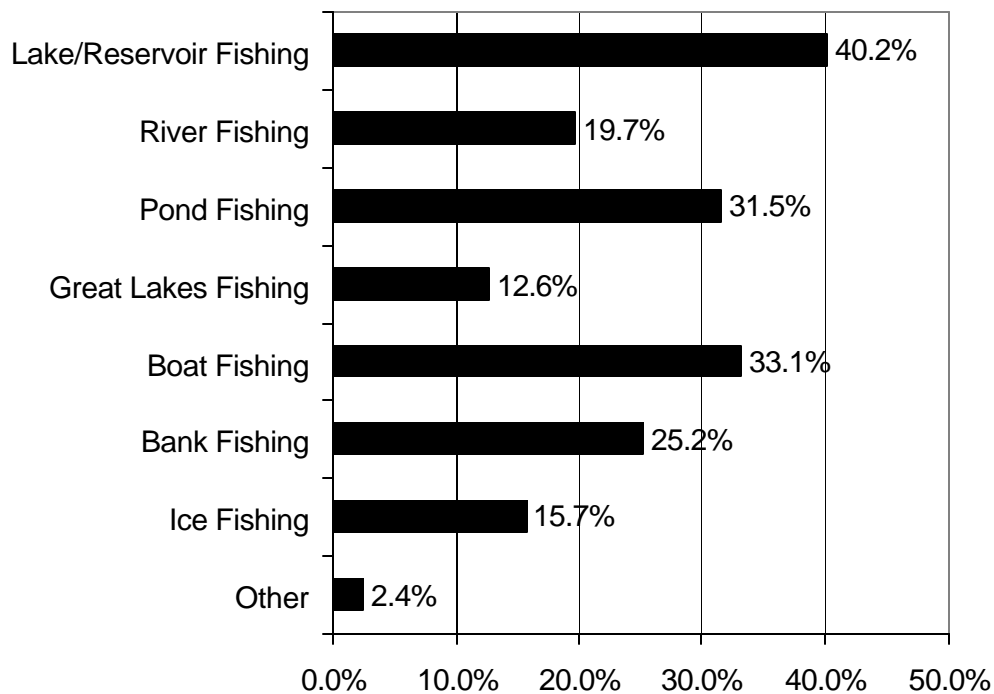 Lake/Reservoir Fishing 40.2%
River Fishing 19.7%
Pond Fishing 31.5%
Great Lakes Fishing 12.6%
Boat Fishing 33.1%
Bank Fishing 25.2%
Ice Fishing 15.7%
Other 2.4%
0.0% 10.0% 20.0% 30.0% 40.0% 50.0%